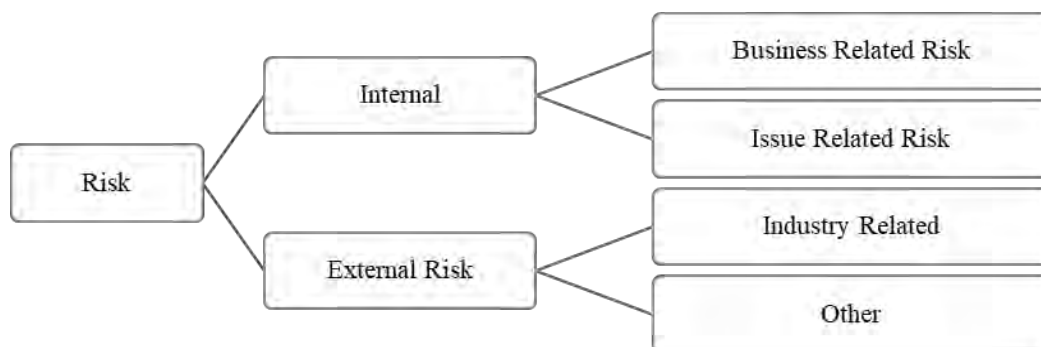 Risk
Internal
Business Related Risk
Issue Related Risk
External Risk
Industry Related
Other